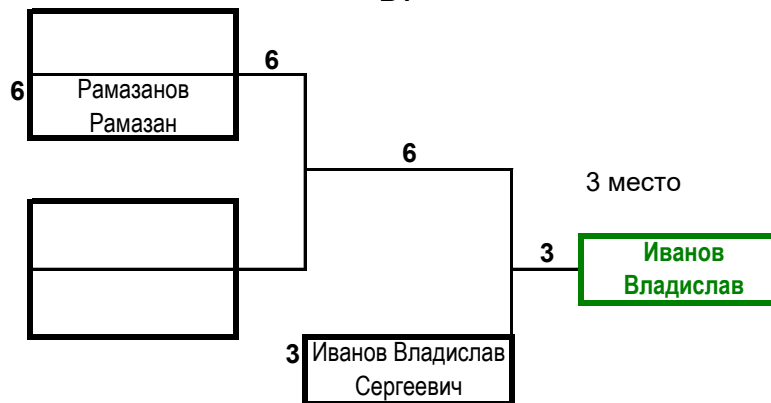 6
6
Рамазанов
Рамазан
6
3 место
3
Иванов
Владислав
3
Иванов Владислав
Сергеевич